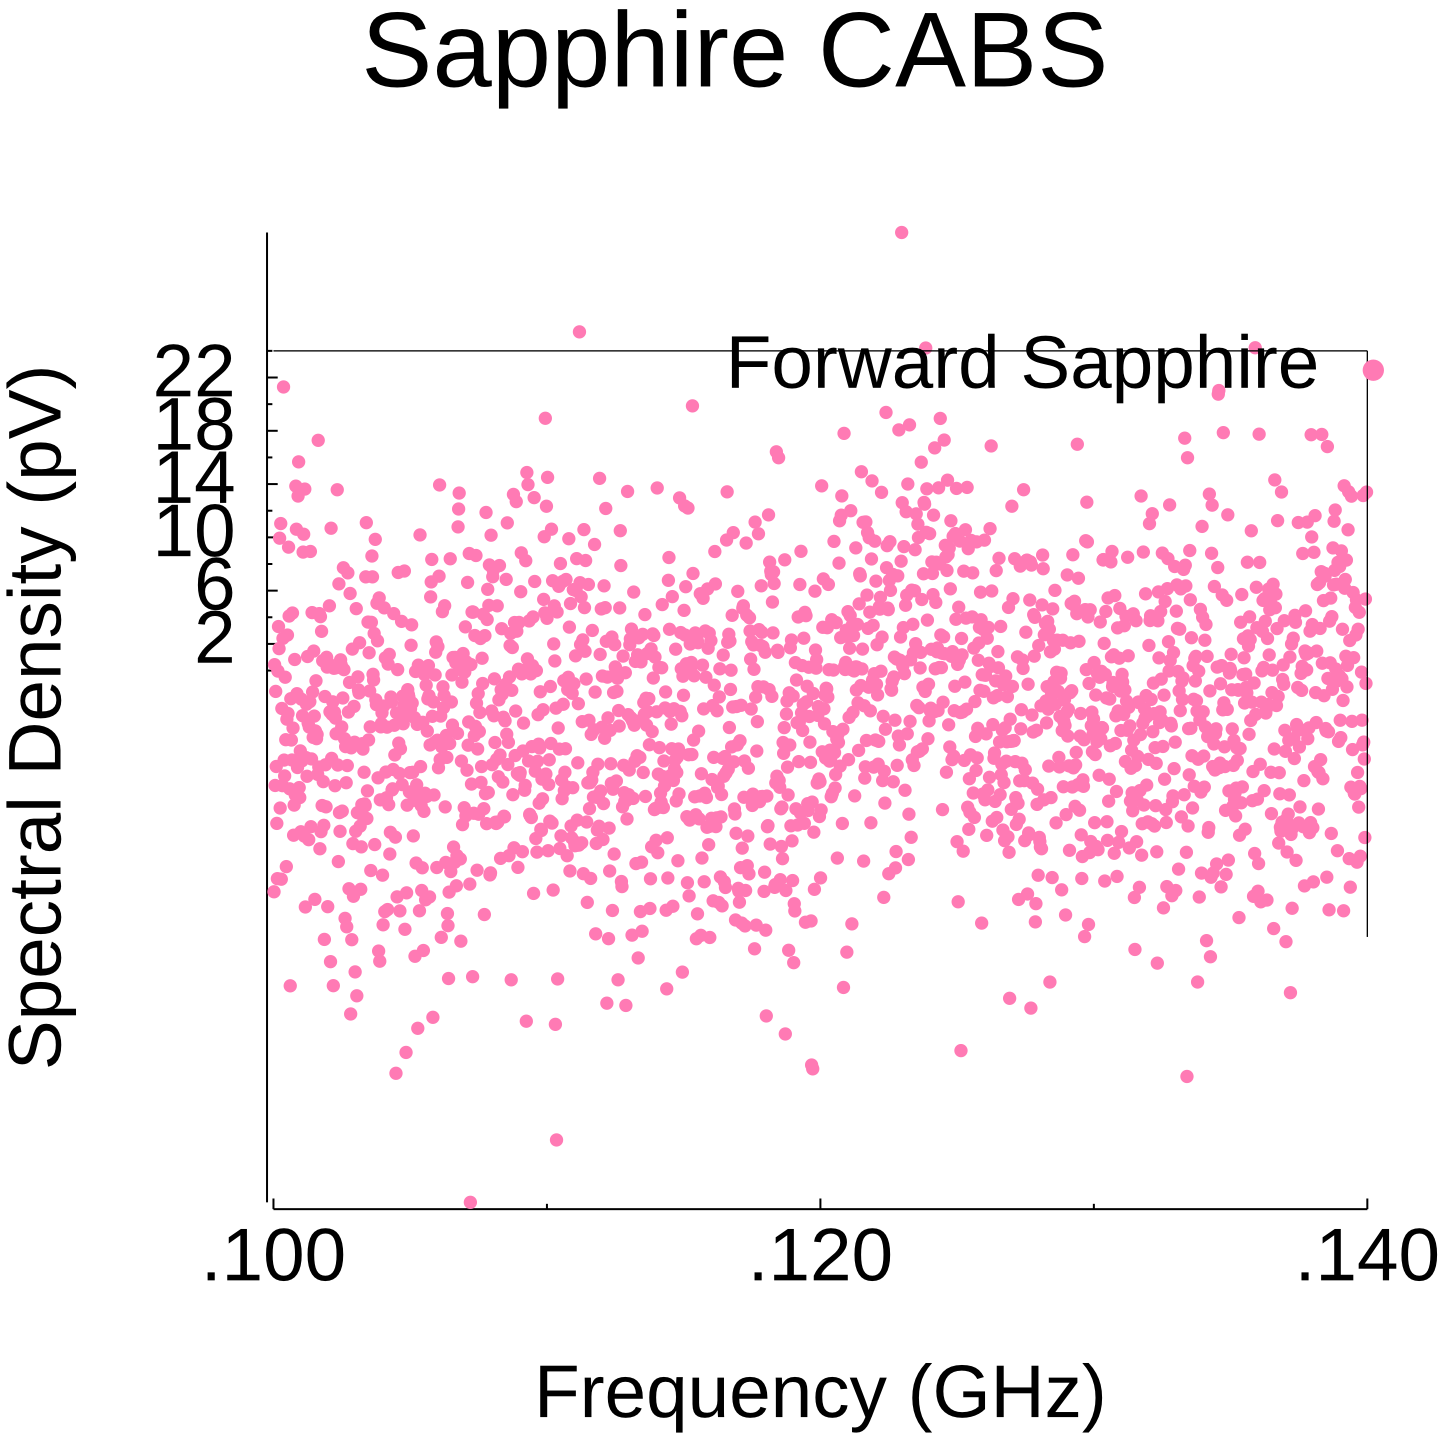 Sapphire CABS
Forward Sapphire
22
18
14
10
6
2
Spectral Density (pV)
.100
.120
.140
Frequency (GHz)